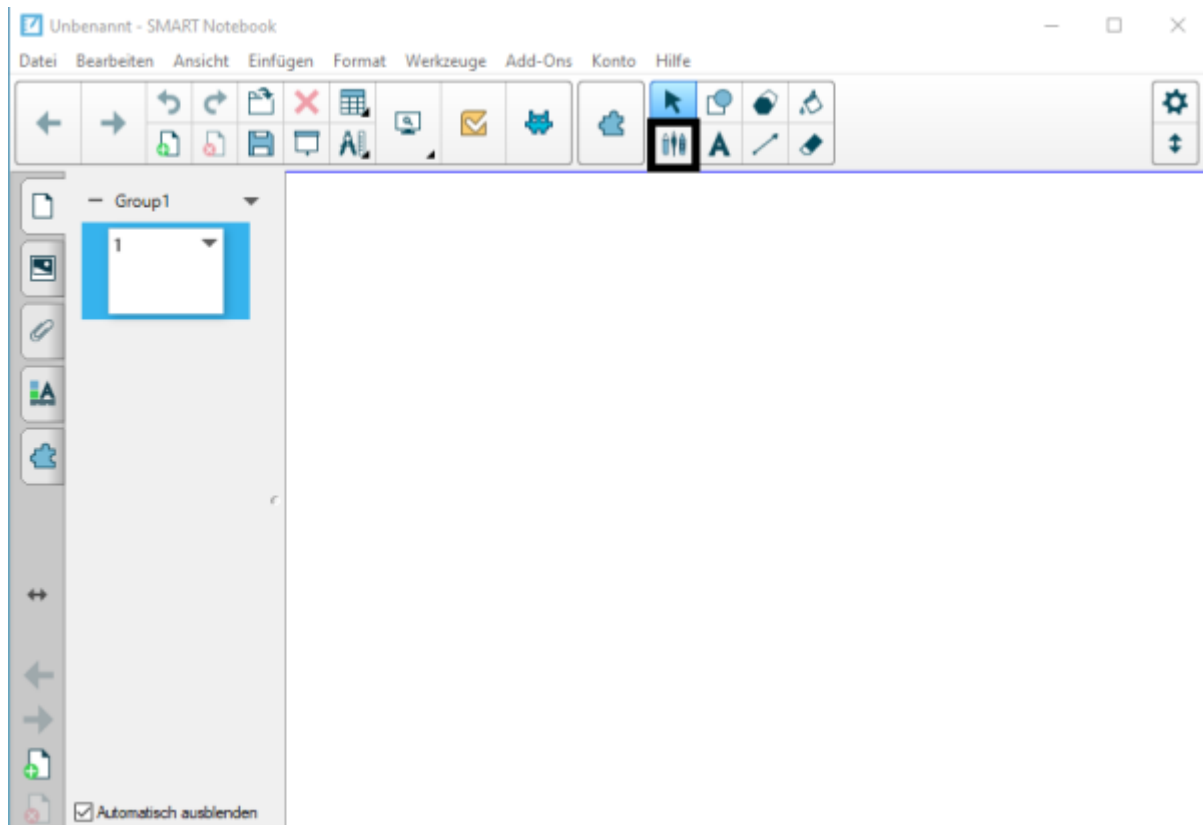 Unbenannt - SMART Notebook
Datei Bearbeiten Ansicht Einfügen Format Werkzeuge Add-Ons Konto Hilfe
Group1
1
Automatisch ausblenden